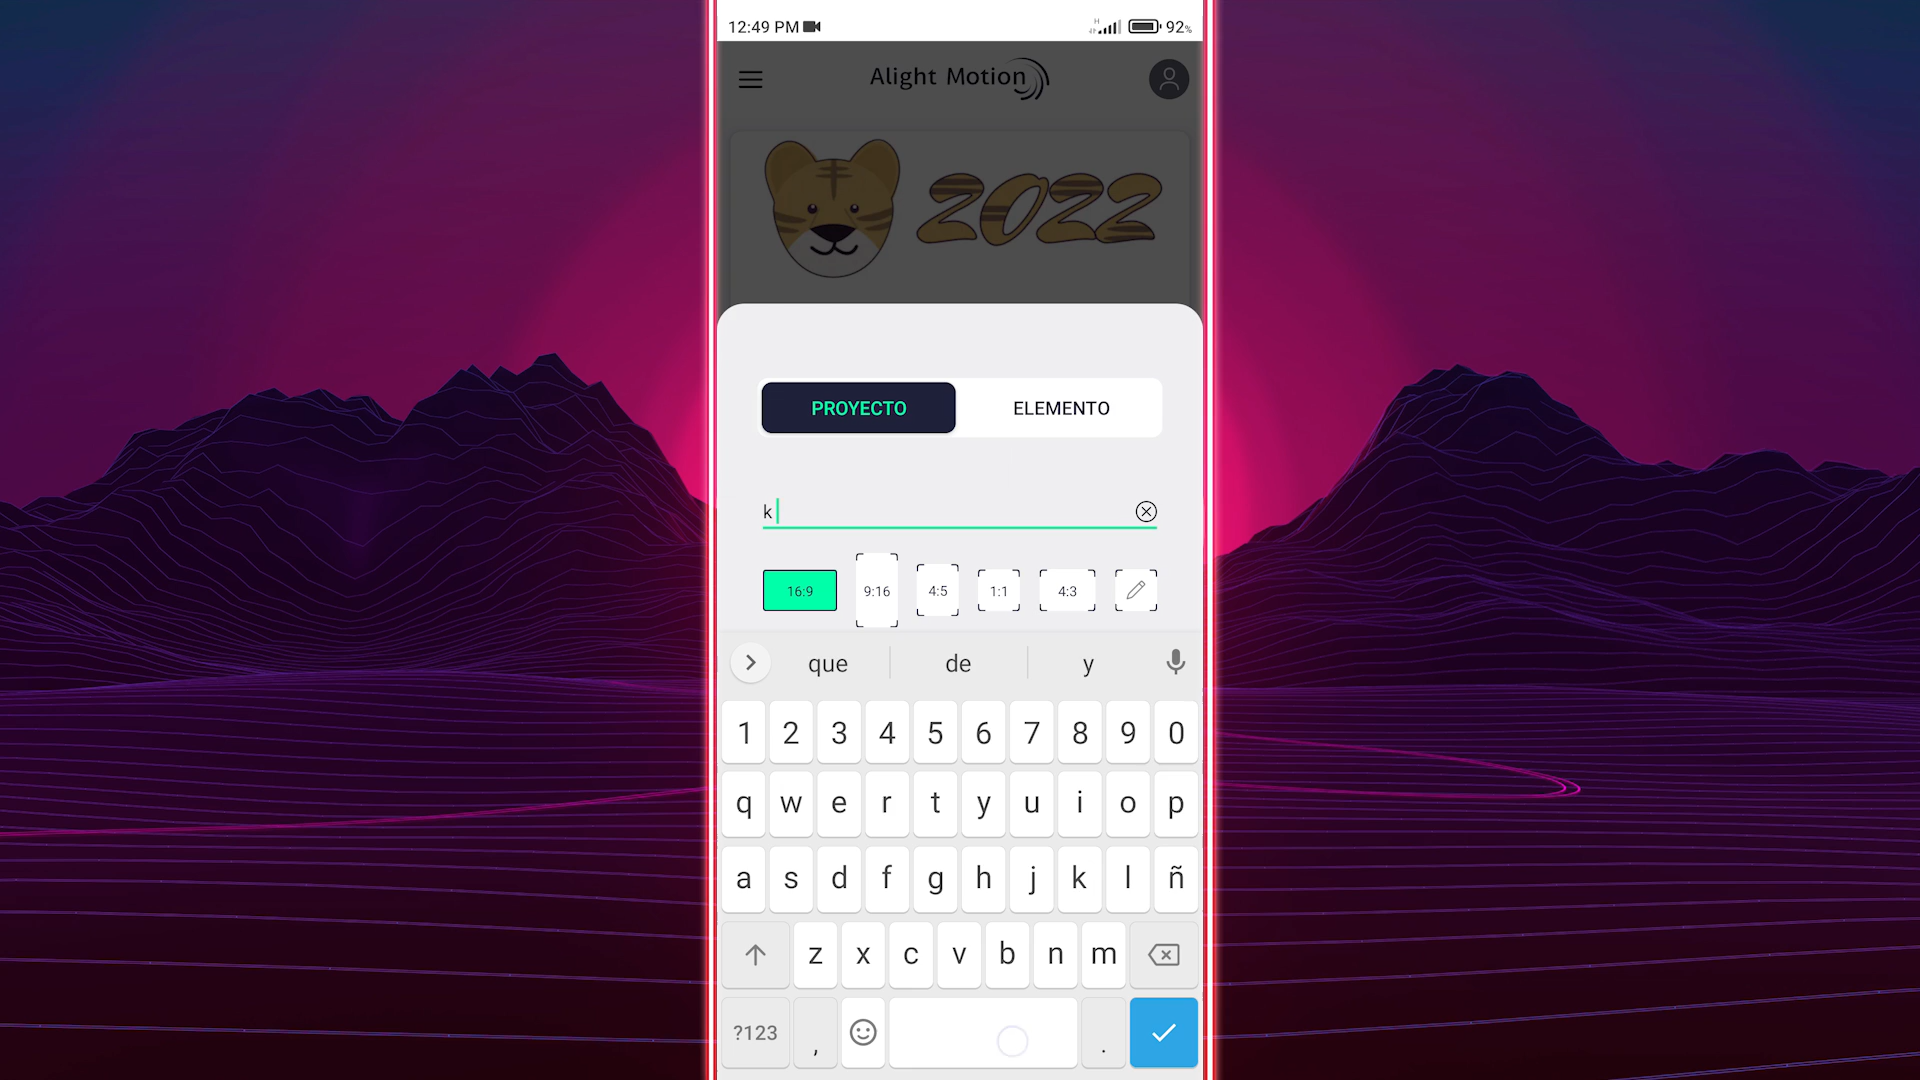 12:49 PM
H
92%
Alight Motion
2022
PROYECTO ELEMENTO
k
16:9 9:16 4:5 1:1 4:3
que de y
1 2 3 4 5 6 7 8 9 0
q w e r t y u i o p
a s d f g h j k l ñ
z x c v b n m
?123 , .